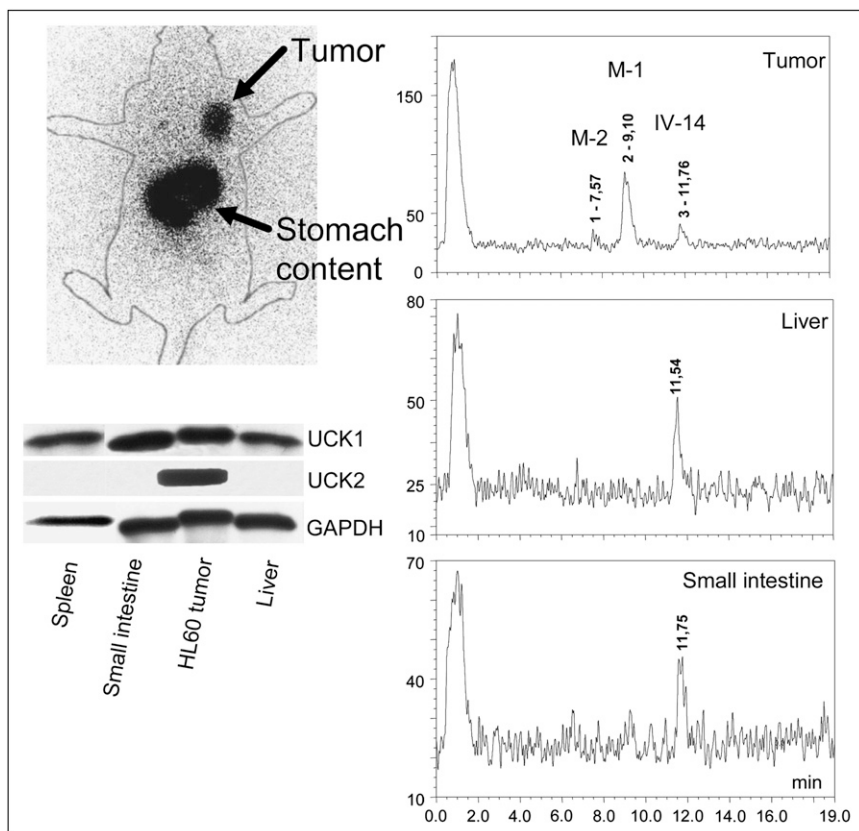 Tumor
Stomach
content
UCK1
UCK2
GAPDH
Spleen
Small intestine
HL60 tumor
Liver
Tumor
M-1
M-2
IV-14
1 - 7,57
2 - 9,10
3 - 11,76
150
50
0
Liver
11,54
80
50
25
10
Small intestine
11,75
70
40
10
min
0.0 2.0 4.0 6.0 8.0 10.0 12.0 14.0 16.0 19.0